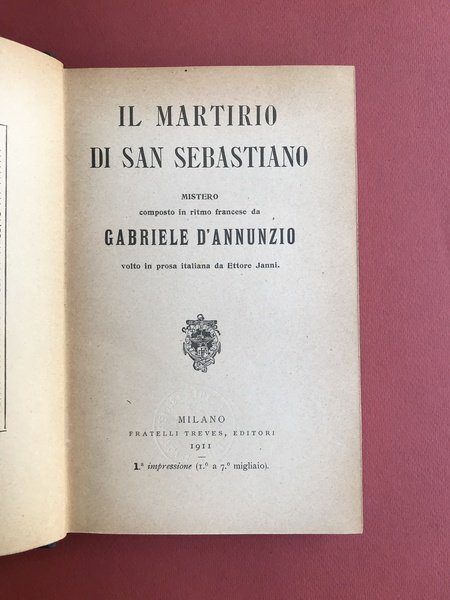 IL MARTIRIO
DI SAN SEBASTIANO
MISTERO
composto in ritmo francese da
GABRIELE D'ANNUNZIO
volto in prosa italiana da Ettore Janni.
MILANO
FRATELLI TREVES, EDITORI
1911
1.ª impressione (1.º a 7.º migliaio).